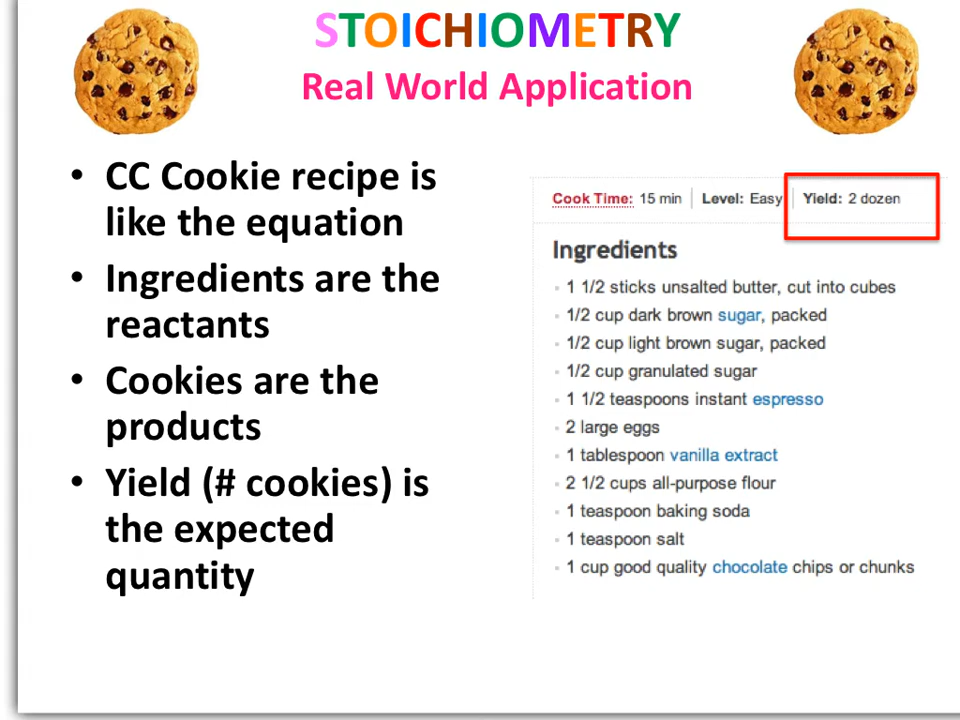 STOICHIOMETRY
Real World Application
• CC Cookie recipe is
like the equation
• Ingredients are the
reactants
• Cookies are the
products
• Yield (# cookies) is
the expected
quantity
Cook Time: 15 min | Level: Easy | Yield: 2 dozen
Ingredients
• 1 1/2 sticks unsalted butter, cut into cubes
• 1/2 cup dark brown sugar, packed
• 1/2 cup light brown sugar, packed
• 1/2 cup granulated sugar
• 1 1/2 teaspoons instant espresso
• 2 large eggs
• 1 tablespoon vanilla extract
• 2 1/2 cups all-purpose flour
• 1 teaspoon baking soda
• 1 teaspoon salt
• 1 cup good quality chocolate chips or chunks